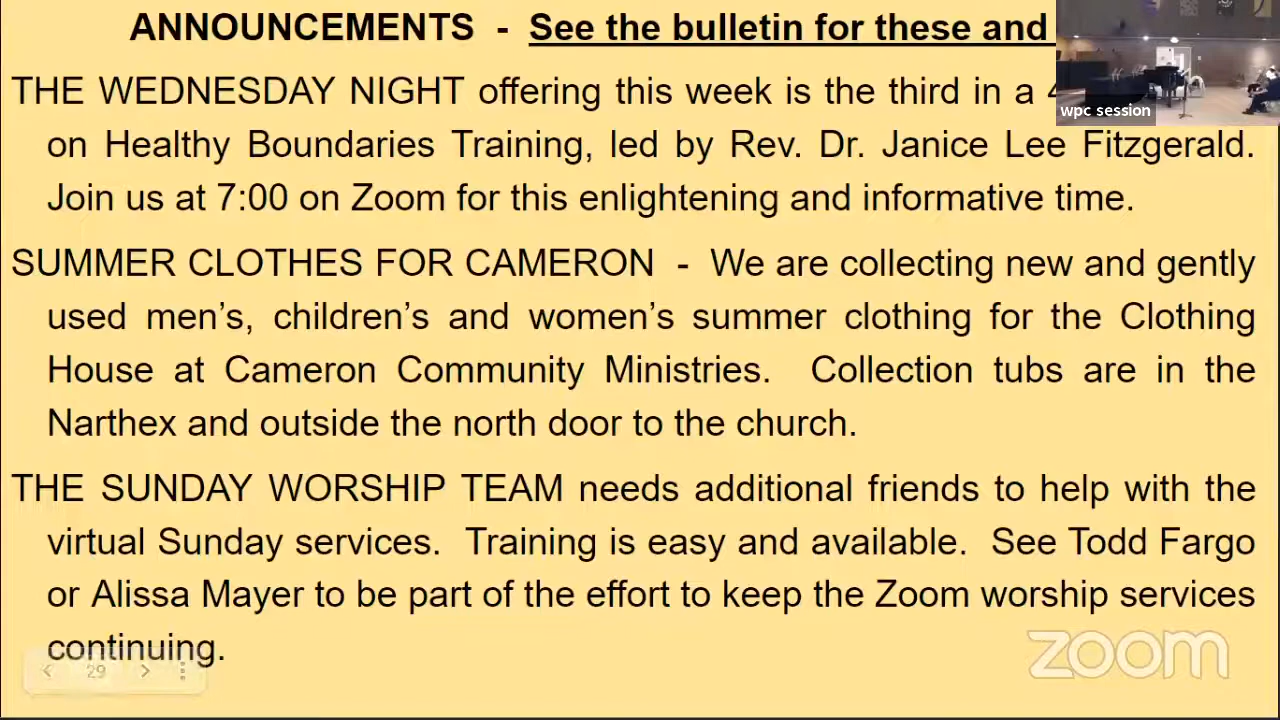 ANNOUNCEMENTS - See the bulletin for these and
THE WEDNESDAY NIGHT offering this week is the third in a
wpc session
on Healthy Boundaries Training, led by Rev. Dr. Janice Lee Fitzgerald.
Join us at 7:00 on Zoom for this enlightening and informative time.
SUMMER CLOTHES FOR CAMERON - We are collecting new and gently
used men’s, children’s and women’s summer clothing for the Clothing
House at Cameron Community Ministries. Collection tubs are in the
Narthex and outside the north door to the church.
THE SUNDAY WORSHIP TEAM needs additional friends to help with the
virtual Sunday services. Training is easy and available. See Todd Fargo
or Alissa Mayer to be part of the effort to keep the Zoom worship services
continuing.
29
zoom